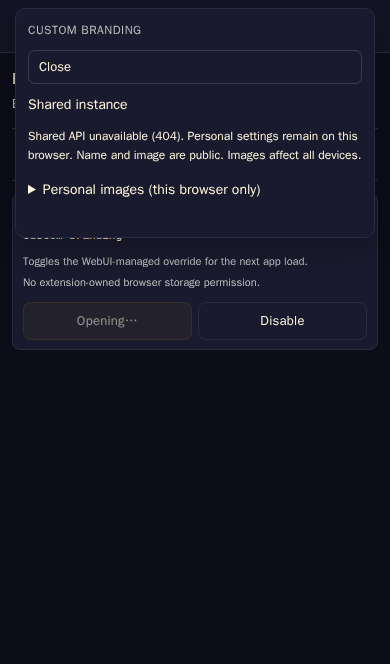 CUSTOM BRANDING
Close
Shared instance
Shared API unavailable (404). Personal settings remain on this
browser. Name and image are public. Images affect all devices.
▶ Personal images (this browser only)
Toggles the WebUI-managed override for the next app load.
No extension-owned browser storage permission.
Opening···
Disable